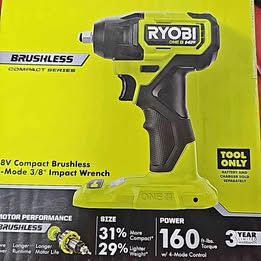 BRUSHLESS
COMPACT SERIES
RYOBI
ONE+ HP
TOOL
ONLY
BATTERY AND
CHARGER SOLD
SEPARATELY
8V Compact Brushless
-Mode 3/8" Impact Wrench
ONE+
MOTOR PERFORMANCE
BRUSHLESS
Longer
Runtime
Longer
Motor Life
SIZE
31% More
Compact*
29% Lighter
Weight*
POWER
160 ft-lbs.
Torque
w/ 4-Mode Control
3 YEAR